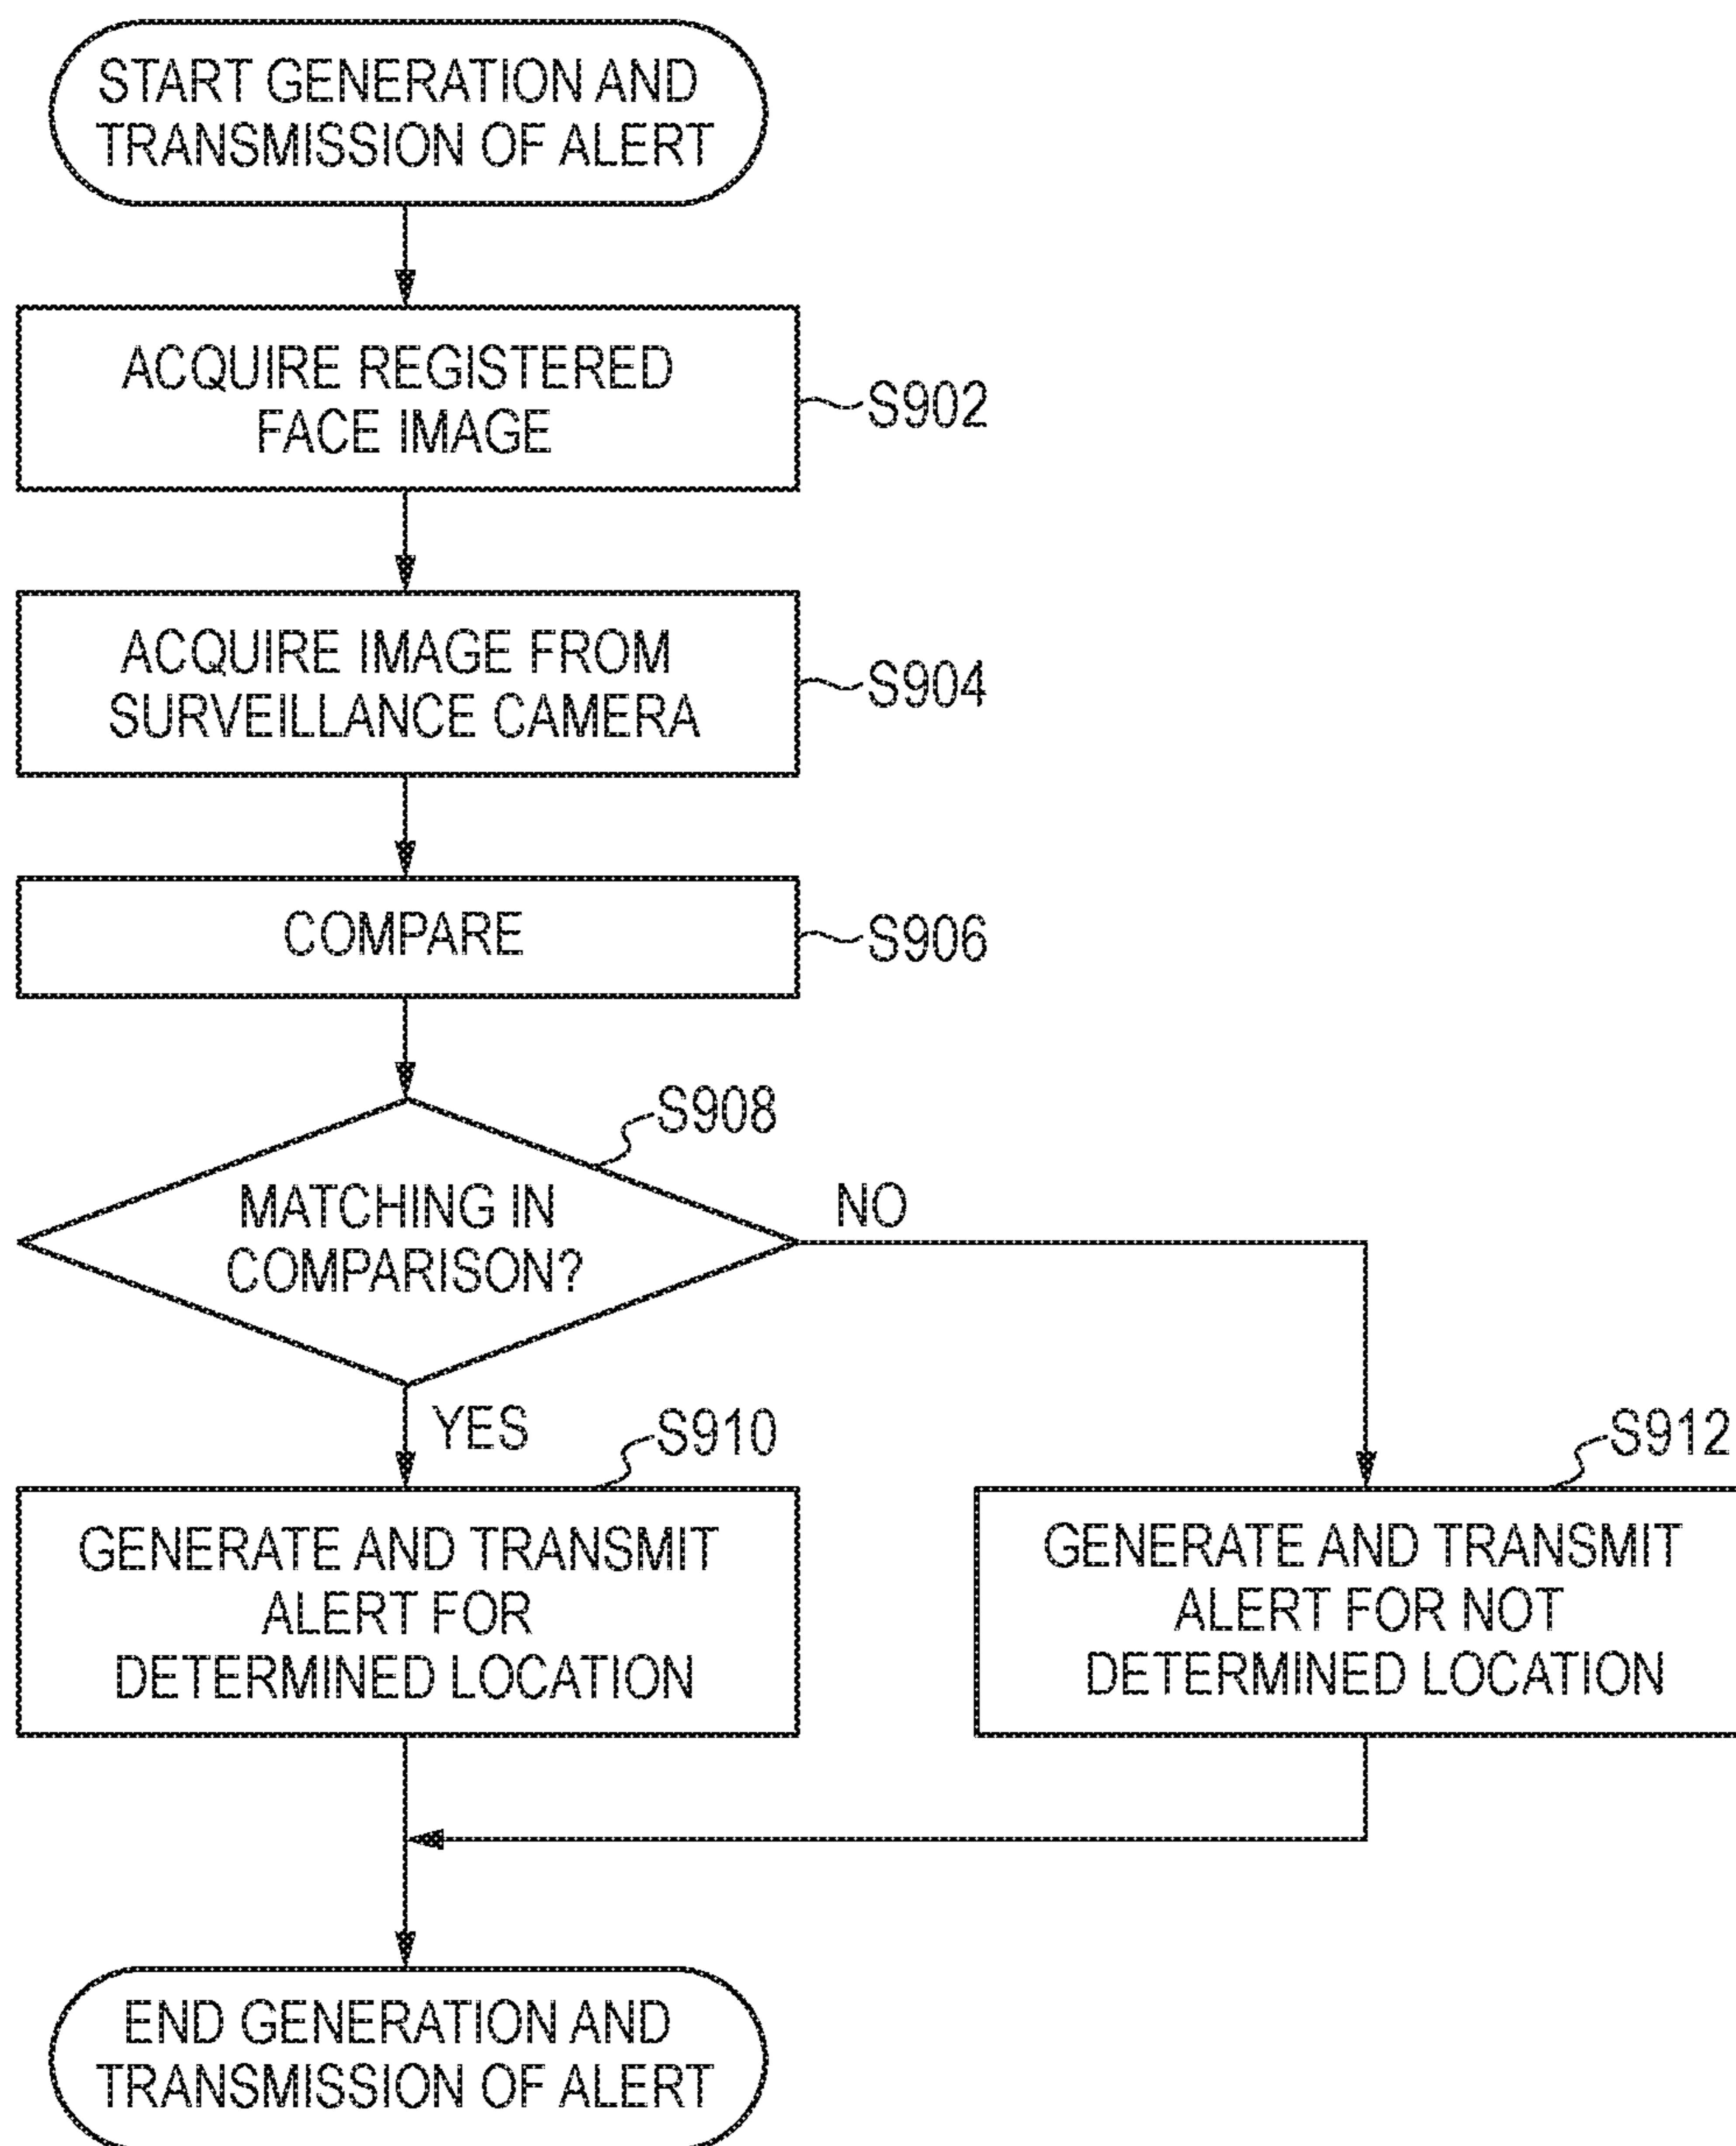 START GENERATION AND
TRANSMISSION OF ALERT
ACQUIRE REGISTERED
FACE IMAGE
S902
ACQUIRE IMAGE FROM
SURVEILLANCE CAMERA
S904
COMPARE
S906
S908
MATCHING IN
COMPARISON?
NO
YES
S910
S912
GENERATE AND TRANSMIT
ALERT FOR
DETERMINED LOCATION
GENERATE AND TRANSMIT
ALERT FOR NOT
DETERMINED LOCATION
END GENERATION AND
TRANSMISSION OF ALERT